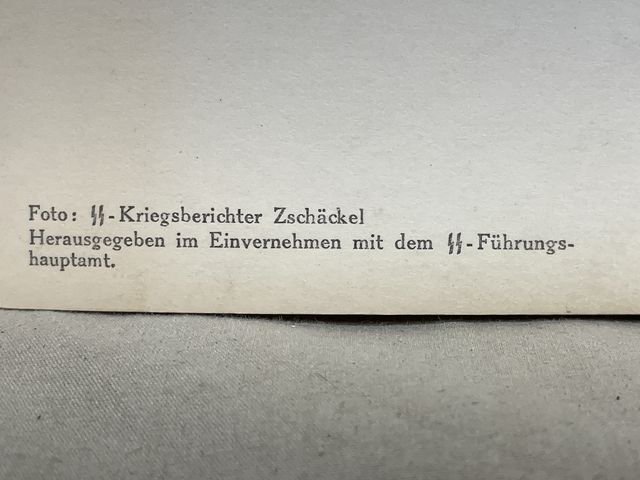 Foto: ᛋᛋ-Kriegsberichter Zschäckel
Herausgegeben im Einvernehmen mit dem ᛋᛋ-Führungs-
hauptamt.